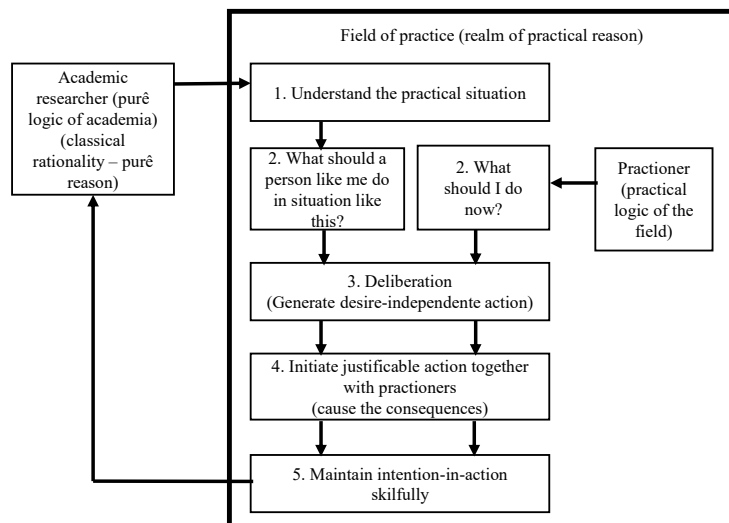 Field of practice (realm of practical reason)
Academic
researcher (purê
logic of academia)
(classical
rationality – purê
reason)
1. Understand the practical situation
2. What should a
person like me do
in situation like
this?
2. What
should I do
now?
Practioner
(practical
logic of the
field)
3. Deliberation
(Generate desire-independente action)
4. Initiate justificable action together
with practioners
(cause the consequences)
5. Maintain intention-in-action
skilfully